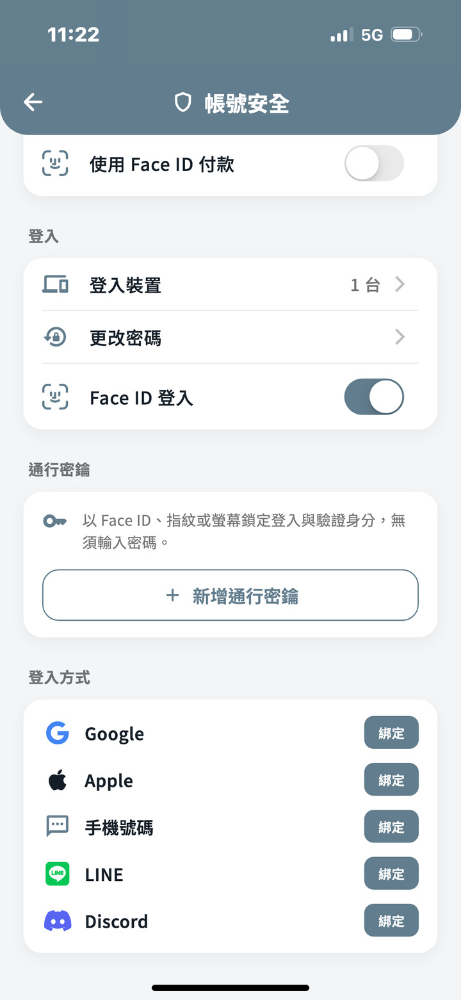 11:22
5G
帳號安全
使用 Face ID 付款
登入
登入裝置
1 台
更改密碼
Face ID 登入
通行密鑰
以 Face ID、指紋或螢幕鎖定登入與驗證身分，無
須輸入密碼。
+ 新增通行密鑰
登入方式
Google
綁定
Apple
綁定
手機號碼
綁定
LINE
LINE
綁定
Discord
綁定